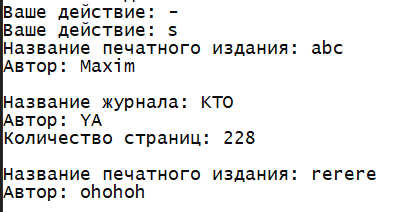 Ваше действие: -
Ваше действие: s
Название печатного издания: abc
Автор: Maxim
Название журнала: KTO
Автор: YA
Количество страниц: 228
Название печатного издания: rerere
Автор: ohohoh